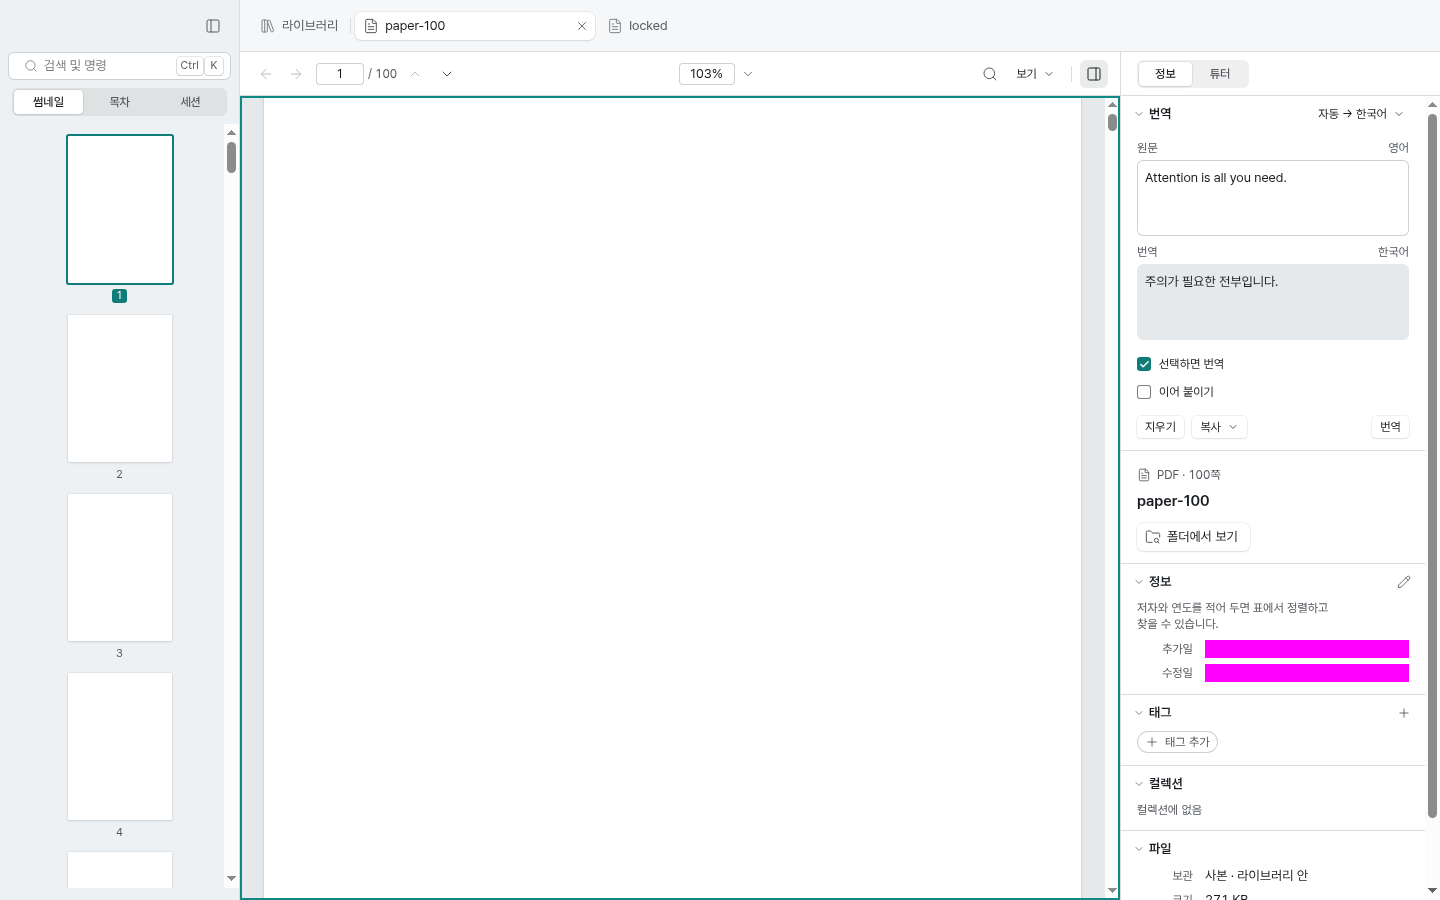 라이브러리
paper-100
locked
검색 및 명령
Ctrl
K
썸네일
목차
세션
1
2
3
4
1 / 100
103%
보기
정보
튜터
번역
자동 → 한국어
원문
영어
Attention is all you need.
번역
한국어
주의가 필요한 전부입니다.
선택하면 번역
이어 붙이기
지우기
복사
번역
PDF · 100쪽
paper-100
폴더에서 보기
정보
저자와 연도를 적어 두면 표에서 정렬하고
찾을 수 있습니다.
추가일
수정일
태그
태그 추가
컬렉션
컬렉션에 없음
파일
보관 사본 · 라이브러리 안